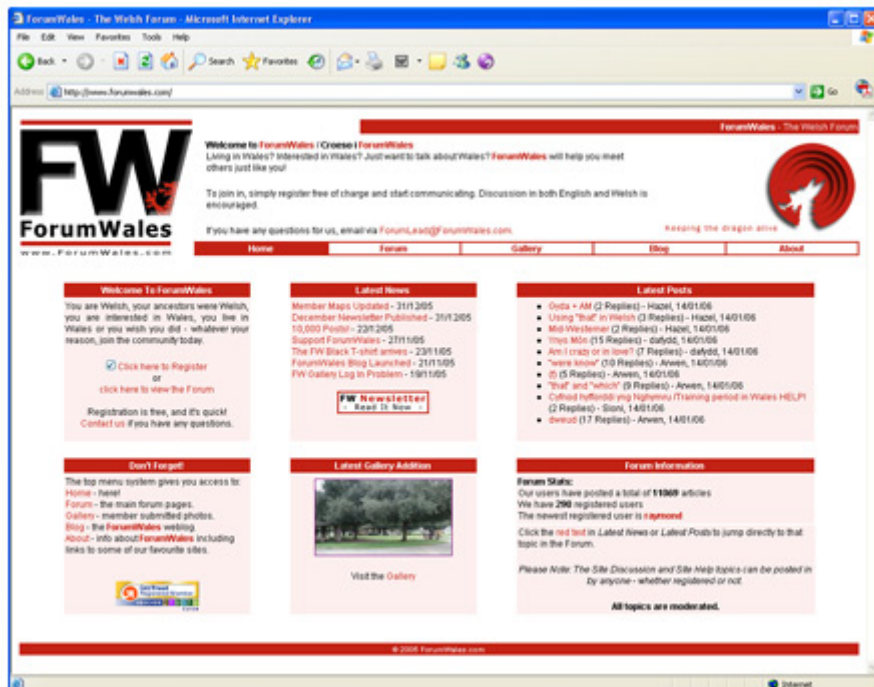 ForumWales - The Welsh Forum - Microsoft Internet Explorer
File Edit View Favorites Tools Help
Back Search Favorites
Address http://www.forumwales.com/ Go
ForumWales - The Welsh Forum
FW
ForumWales
www.ForumWales.com
Welcome to ForumWales / Croeso i ForumWales
Living in Wales? Interested in Wales? Just want to talk about Wales? ForumWales will help you meet
others just like you!
To join in, simply register free of charge and start communicating. Discussion in both English and Welsh is
encouraged.
If you have any questions for us, email via ForumLead@ForumWales.com.
Keeping the dragon alive
Home Forum Gallery Blog About
Welcome To ForumWales
You are Welsh, your ancestors were Welsh,
you are interested in Wales, you live in
Wales or you wish you did - whatever your
reason, join the community today.
Click here to Register
or
click here to view the Forum
Registration is free, and it's quick!
Contact us if you have any questions.
Latest News
Member Maps Updated - 31/12/05
December Newsletter Published - 31/12/05
10,000 Posts! - 23/12/05
Support ForumWales - 27/11/05
The FW Black T-shirt arrives - 23/11/05
ForumWales Blog Launched - 21/11/05
FW Gallery Log In Problem - 19/11/05
FW Newsletter
- Read It Now -
Latest Posts
Gyda + AM (2 Replies) - Hazel, 14/01/06
Using "that" in Welsh (3 Replies) - Hazel, 14/01/06
Mid-Westerner (2 Replies) - Hazel, 14/01/06
Ynys Môn (15 Replies) - dafydd, 14/01/06
Am I crazy or in love? (7 Replies) - dafydd, 14/01/06
"were know" (10 Replies) - Arwen, 14/01/06
(5 Replies) - Arwen, 14/01/06
"that" and "which" (9 Replies) - Arwen, 14/01/06
Cyfnod hyfforddi yng Nghymru /Training period in Wales HELP!
(2 Replies) - Sioni, 14/01/06
dweud (17 Replies) - Arwen, 14/01/06
Don't Forget!
The top menu system gives you access to:
Home - here!
Forum - the main forum pages.
Gallery - member submitted photos.
Blog - the ForumWales weblog.
About - info about ForumWales including
links to some of our favourite sites.
Latest Gallery Addition
Visit the Gallery
Forum Information
Forum Stats:
Our users have posted a total of 11069 articles
We have 290 registered users
The newest registered user is raymond
Click the red text in Latest News or Latest Posts to jump directly to that
topic in the Forum.
Please Note: The Site Discussion and Site Help topics can be posted in
by anyone - whether registered or not.
All topics are moderated.
© 2006 ForumWales.com
Internet